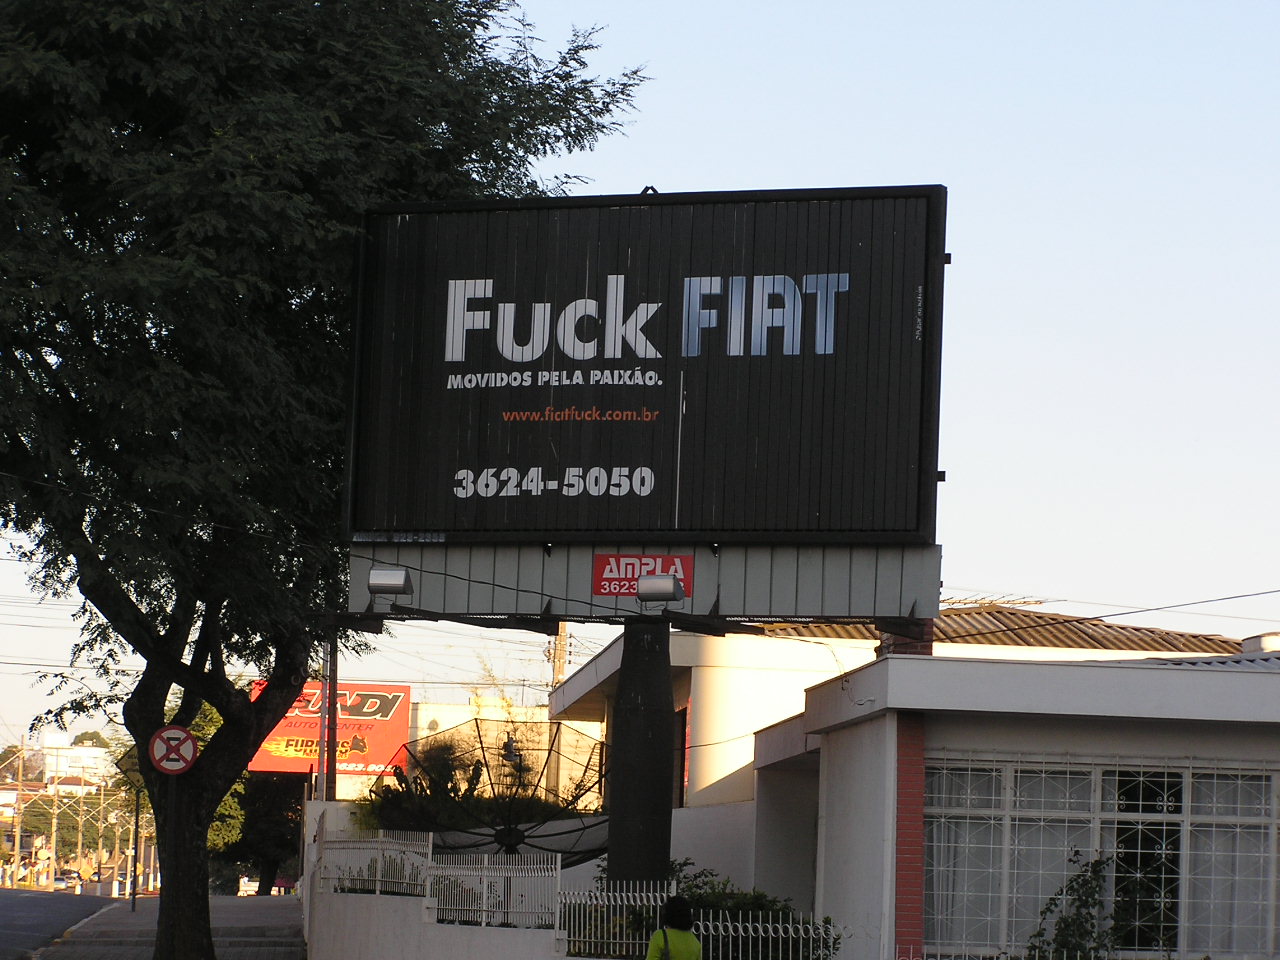 Fuck FIAT
MOVIDOS PELA PAIXÃO.
www.fiatfuck.com.br
3624-5050
AMPLA